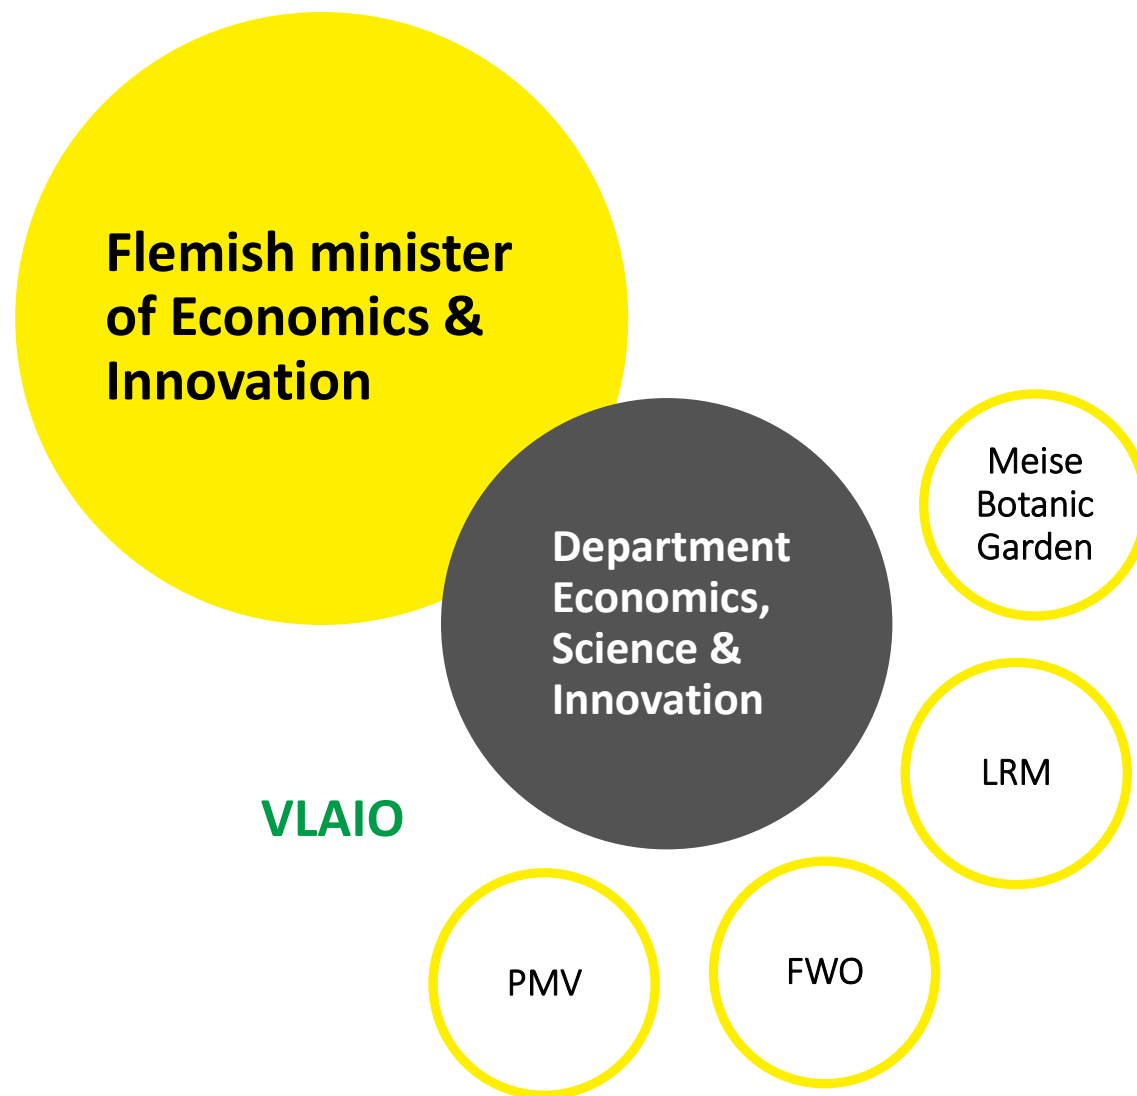 Flemish minister
of Economics &
Innovation
Department
Economics,
Science &
Innovation
Meise
Botanic
Garden
LRM
VLAIO
FWO
PMV